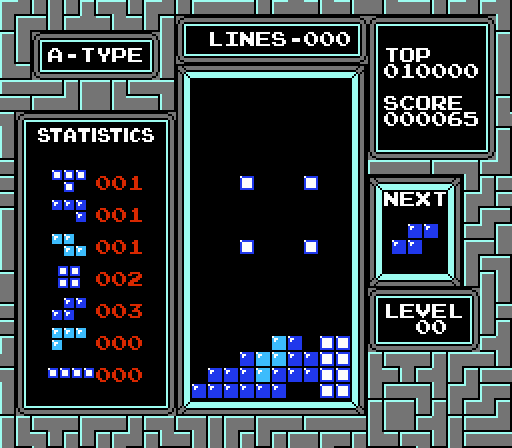 A-TYPE
LINES-000
TOP
010000
SCORE
000065
STATISTICS
001
001
001
002
003
000
000
NEXT
LEVEL
00